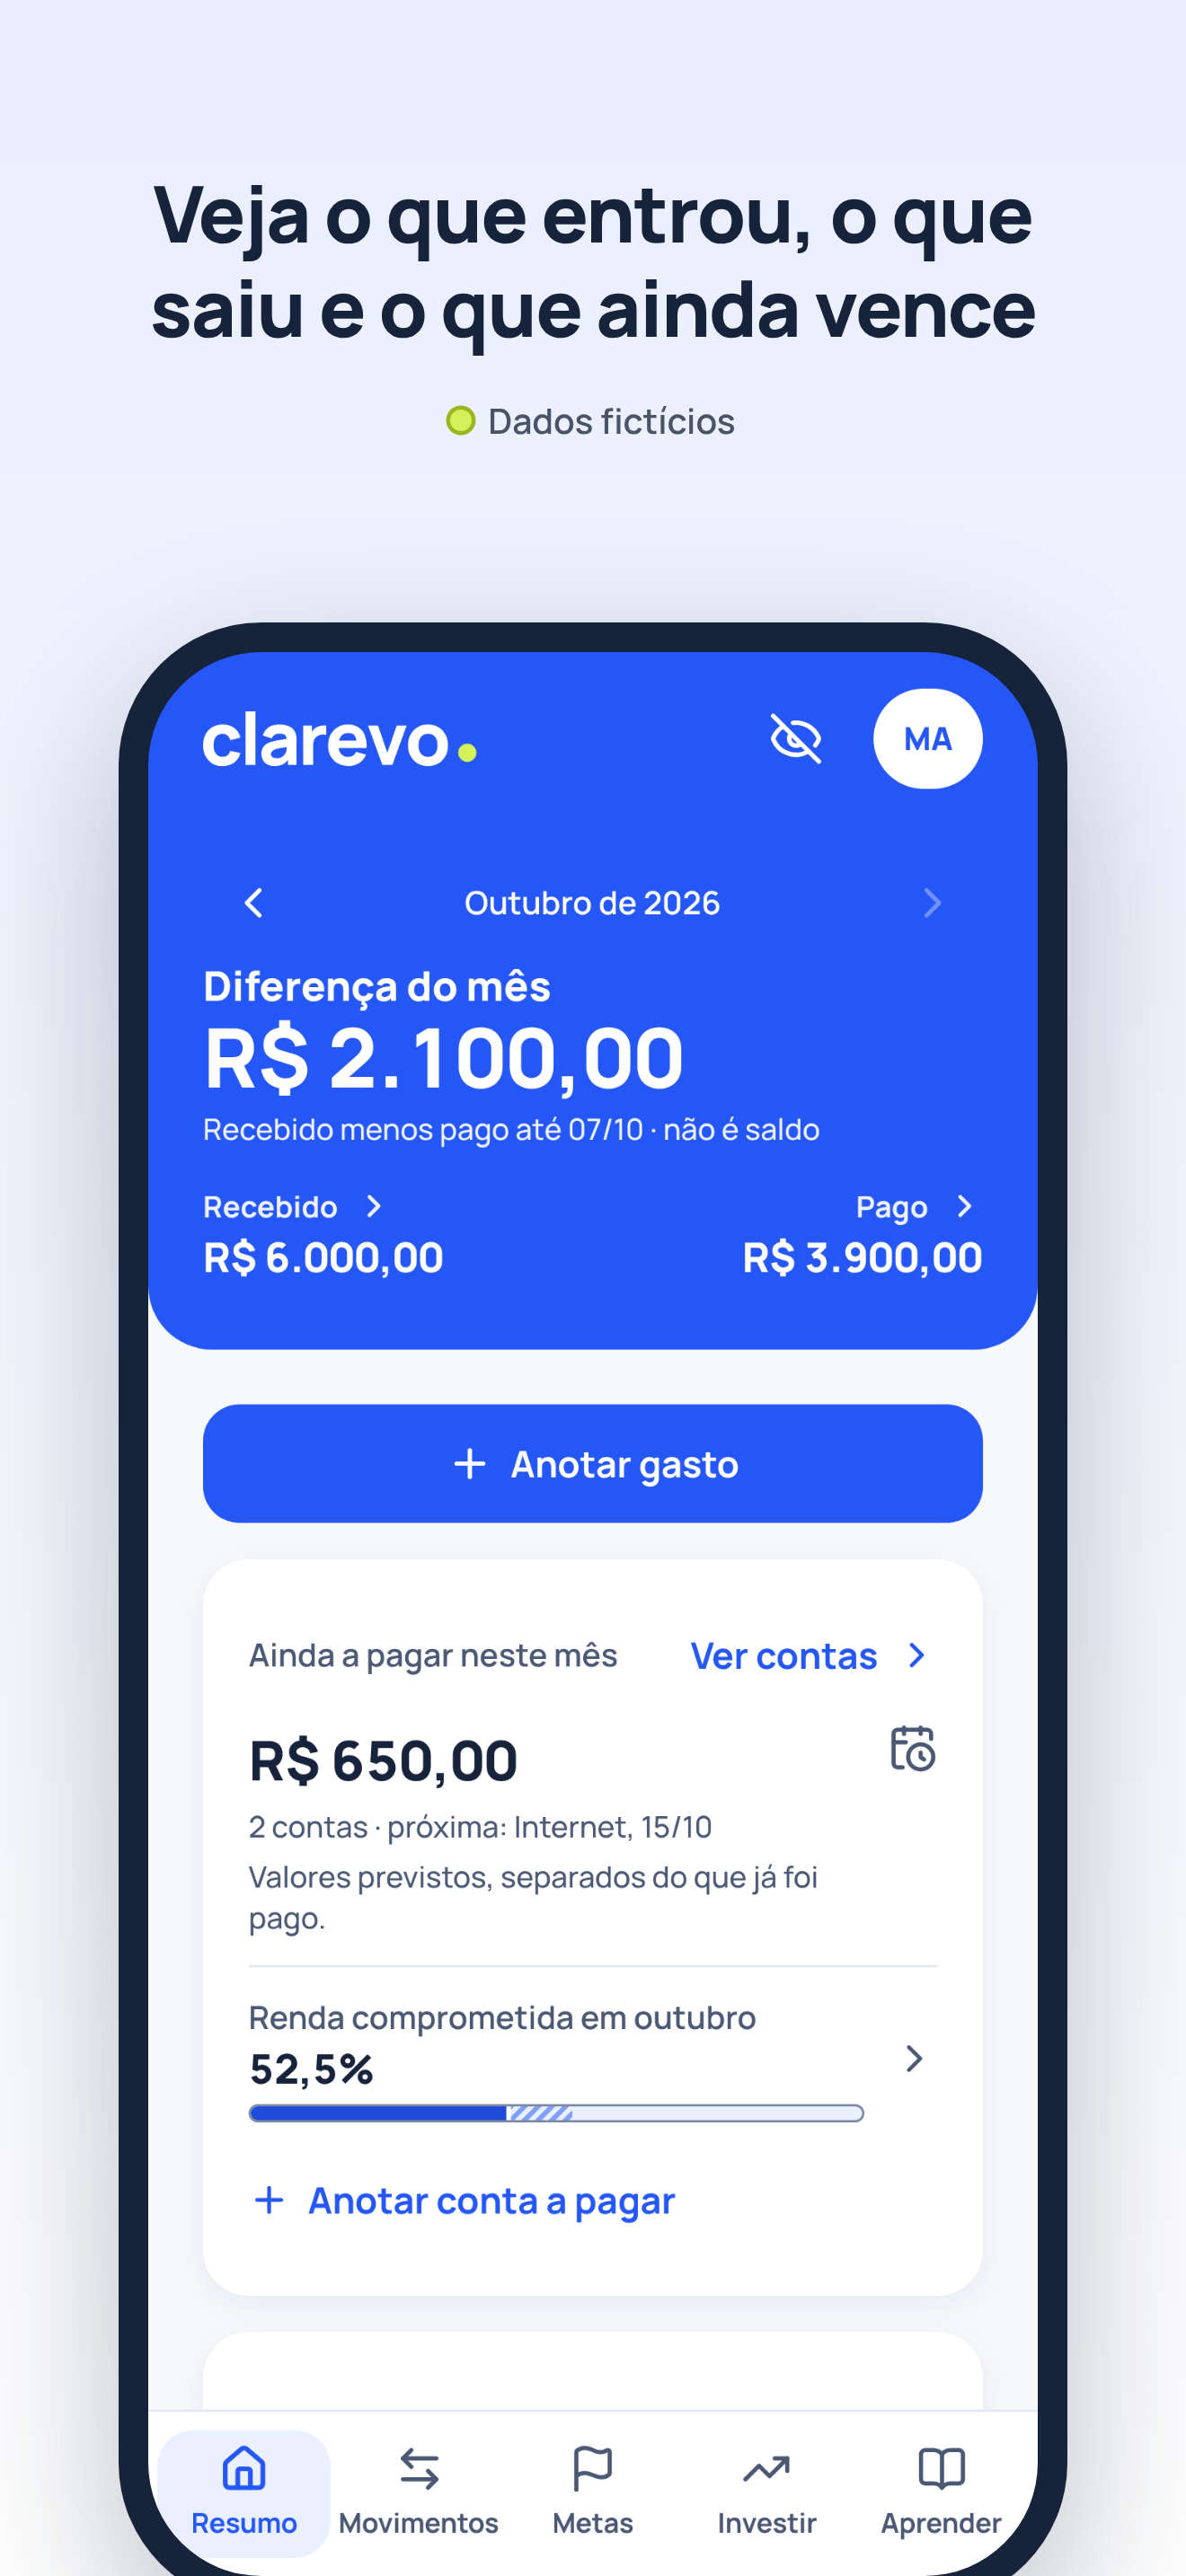 Veja o que entrou, o que
saiu e o que ainda vence
Dados fictícios
clarevo.
MA
Outubro de 2026
Diferença do mês
R$ 2.100,00
Recebido menos pago até 07/10 · não é saldo
Recebido
Pago
R$ 6.000,00
R$ 3.900,00
+ Anotar gasto
Ainda a pagar neste mês
Ver contas
R$ 650,00
2 contas · próxima: Internet, 15/10
Valores previstos, separados do que já foi
pago.
Renda comprometida em outubro
52,5%
+ Anotar conta a pagar
Resumo
Movimentos
Metas
Investir
Aprender